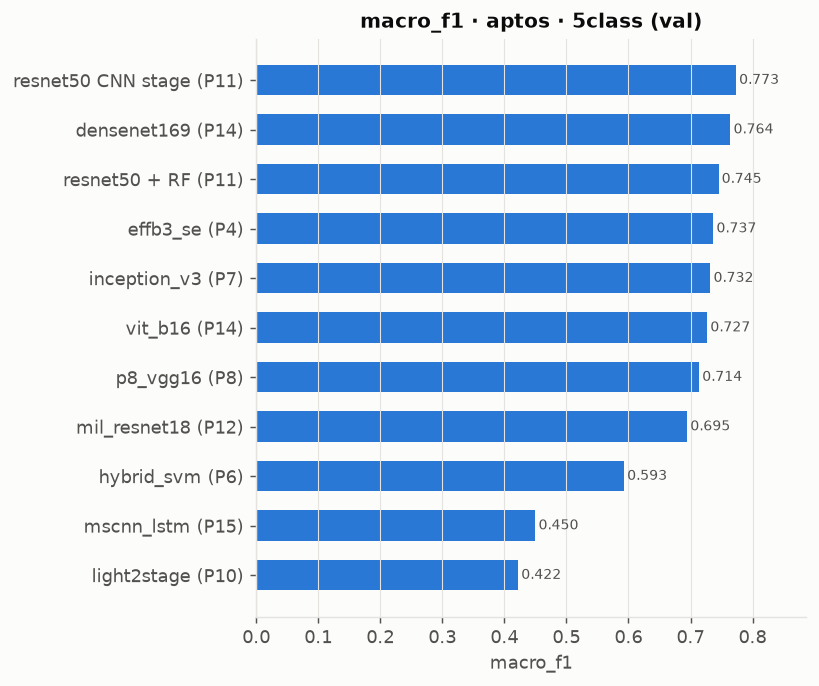 macro_f1 · aptos · 5class (val)
resnet50 CNN stage (P11) 0.773
densenet169 (P14) 0.764
resnet50 + RF (P11) 0.745
effb3_se (P4) 0.737
inception_v3 (P7) 0.732
vit_b16 (P14) 0.727
p8_vgg16 (P8) 0.714
mil_resnet18 (P12) 0.695
hybrid_svm (P6) 0.593
mscnn_lstm (P15) 0.450
light2stage (P10) 0.422
0.0 0.1 0.2 0.3 0.4 0.5 0.6 0.7 0.8
macro_f1